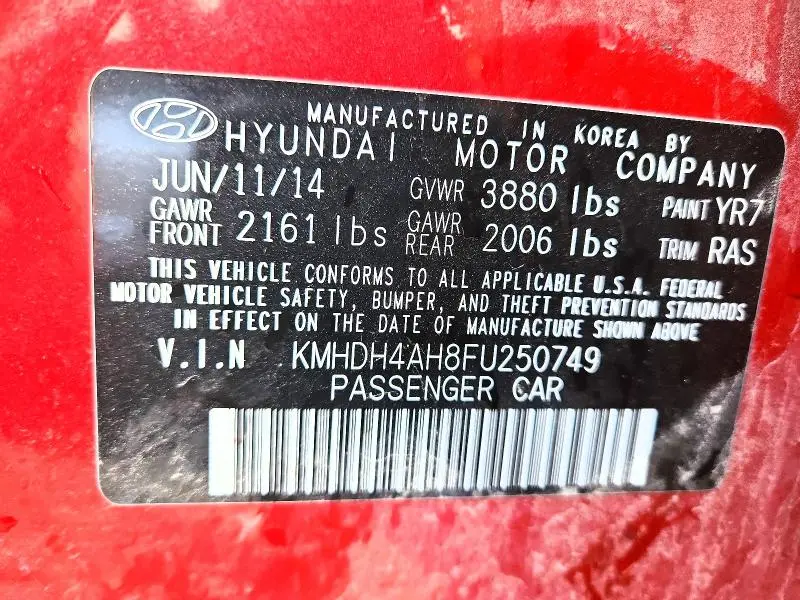 MANUFACTURED IN KOREA BY
HYUNDAI MOTOR COMPANY
JUN/11/14 GVWR 3880 lbs PAINT YR7
GAWR FRONT 2161 lbs GAWR REAR 2006 lbs TRIM RAS
THIS VEHICLE CONFORMS TO ALL APPLICABLE U.S.A. FEDERAL
MOTOR VEHICLE SAFETY, BUMPER, AND THEFT PREVENTION STANDARDS
IN EFFECT ON THE DATE OF MANUFACTURE SHOWN ABOVE
V.I.N KMHDH4AH8FU250749
PASSENGER CAR